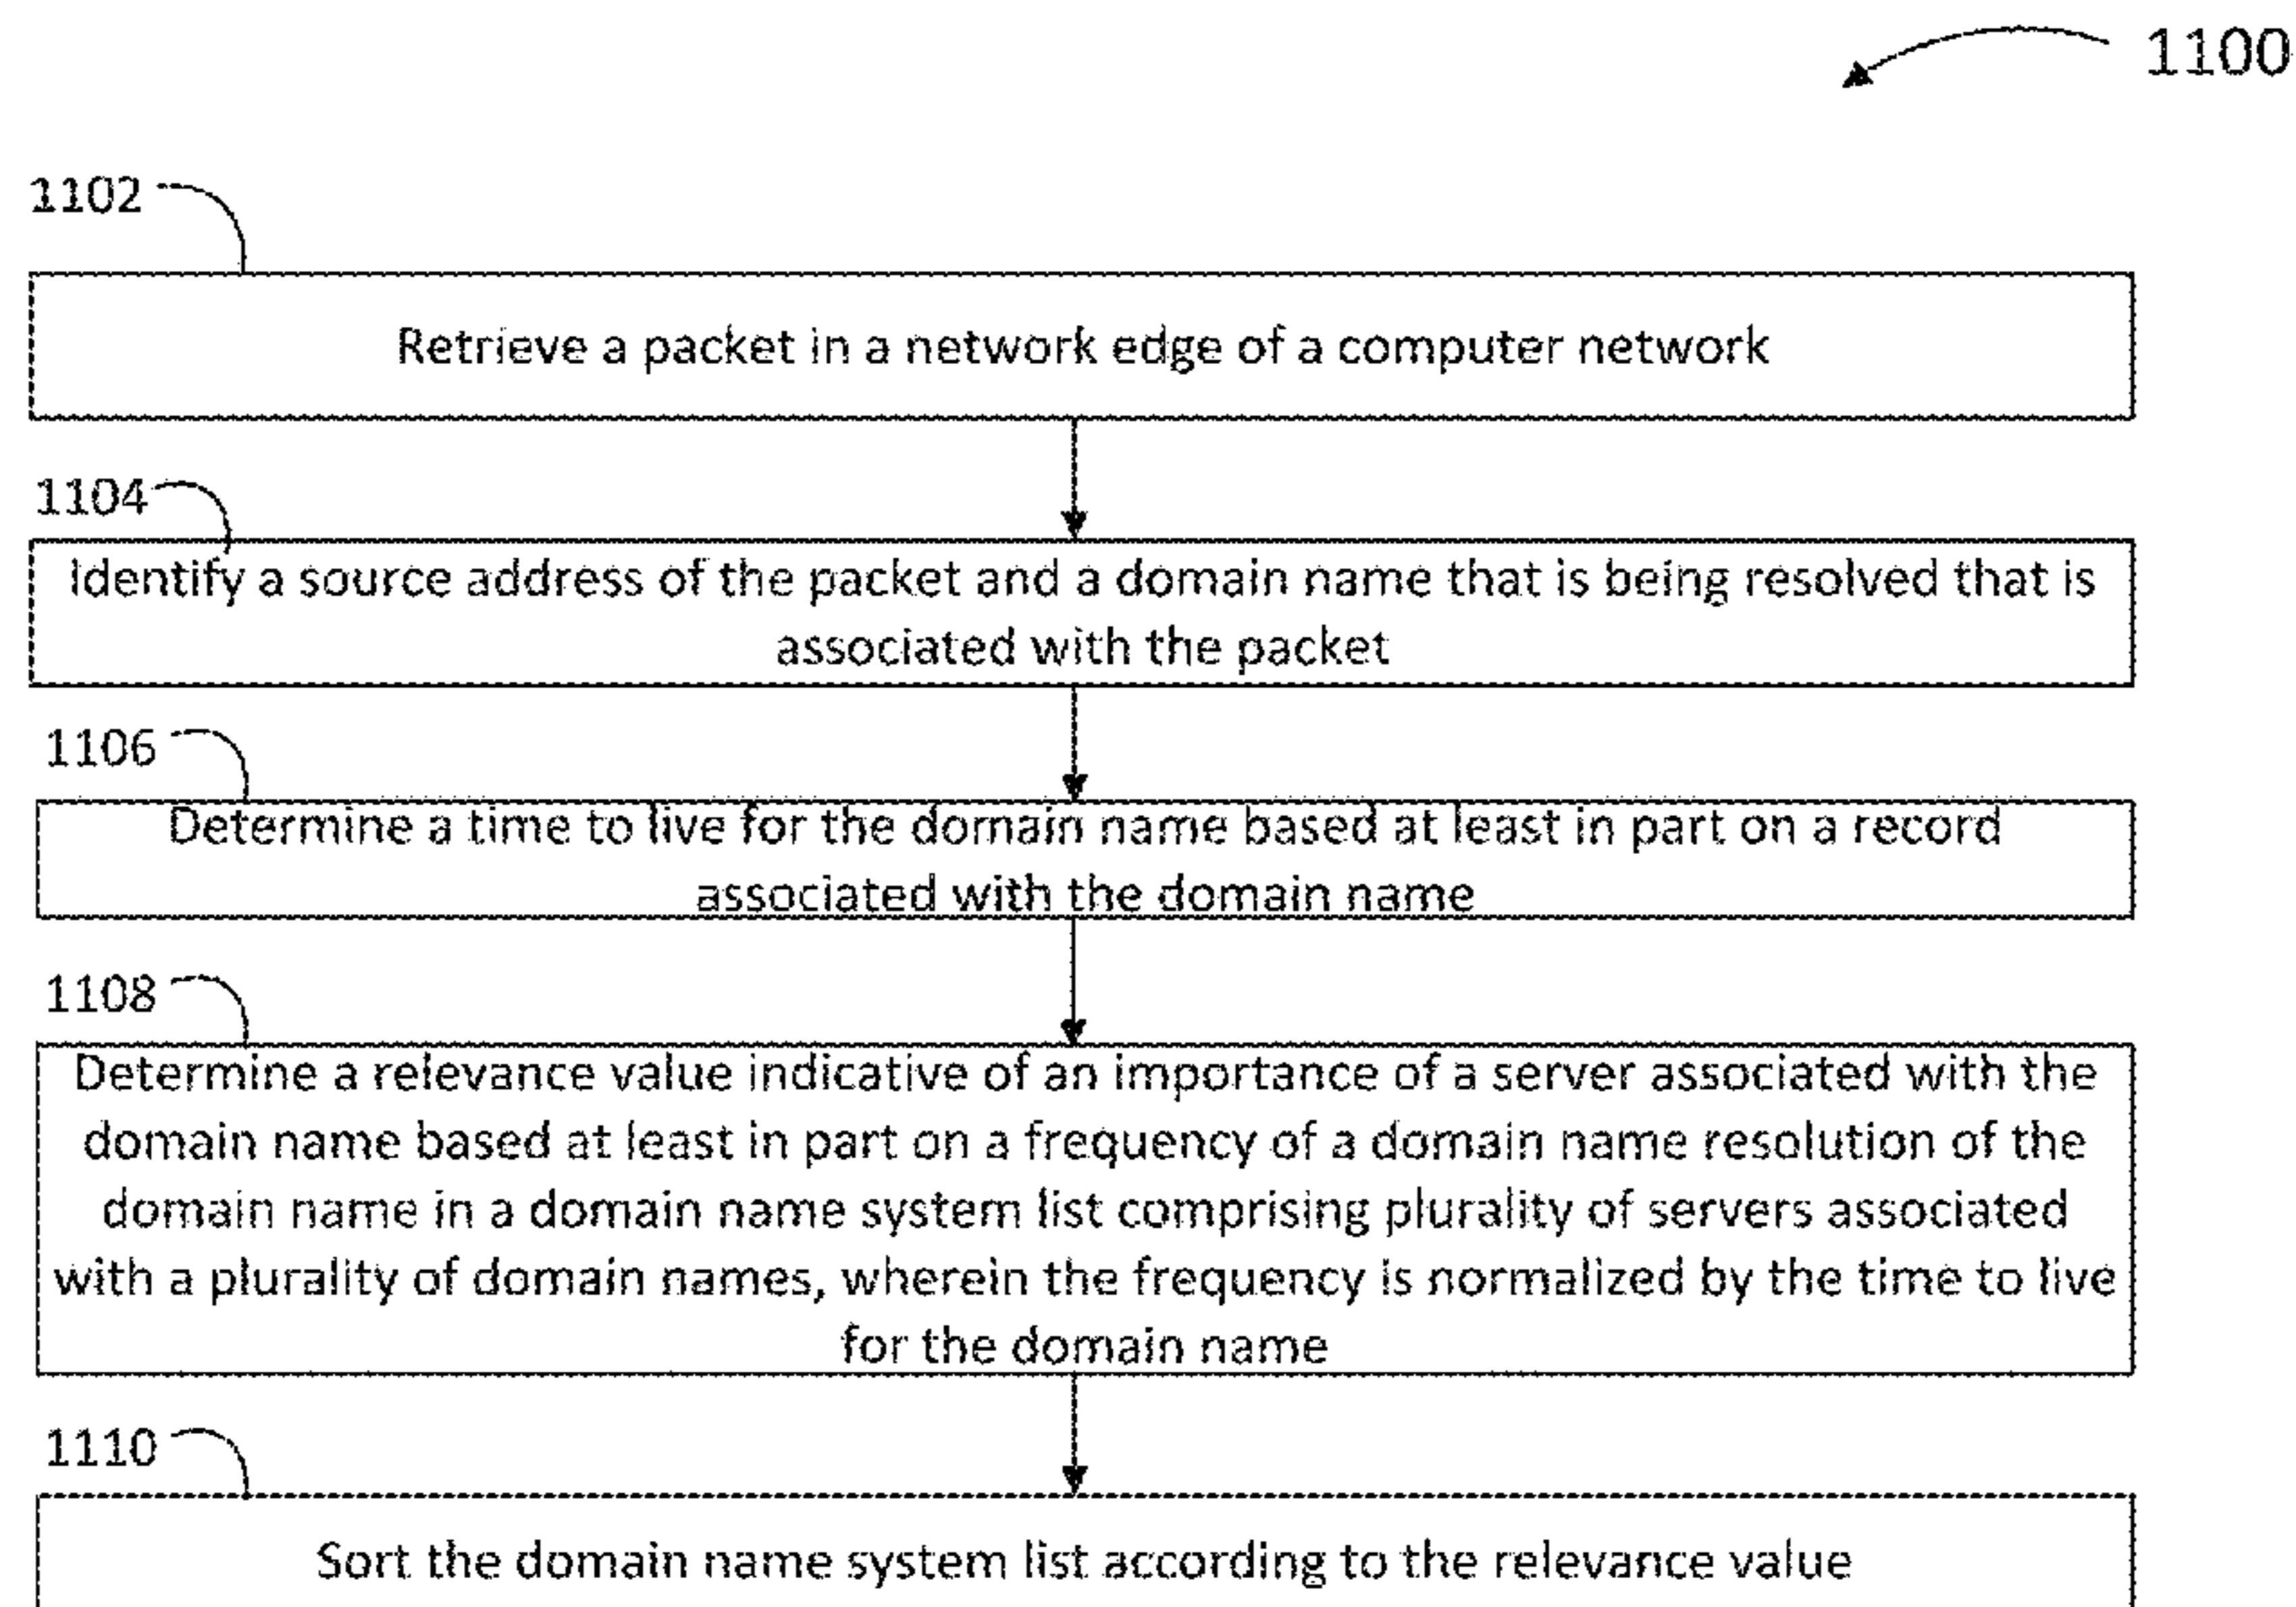 1100
1102
Retrieve a packet in a network edge of a computer network
1104
Identify a source address of the packet and a domain name that is being resolved that is
associated with the packet
1106
Determine a time to live for the domain name based at least in part on a record
associated with the domain name
1108
Determine a relevance value indicative of an importance of a server associated with the
domain name based at least in part on a frequency of a domain name resolution of the
domain name in a domain name system list comprising plurality of servers associated
with a plurality of domain names, wherein the frequency is normalized by the time to live
for the domain name
1110
Sort the domain name system list according to the relevance value